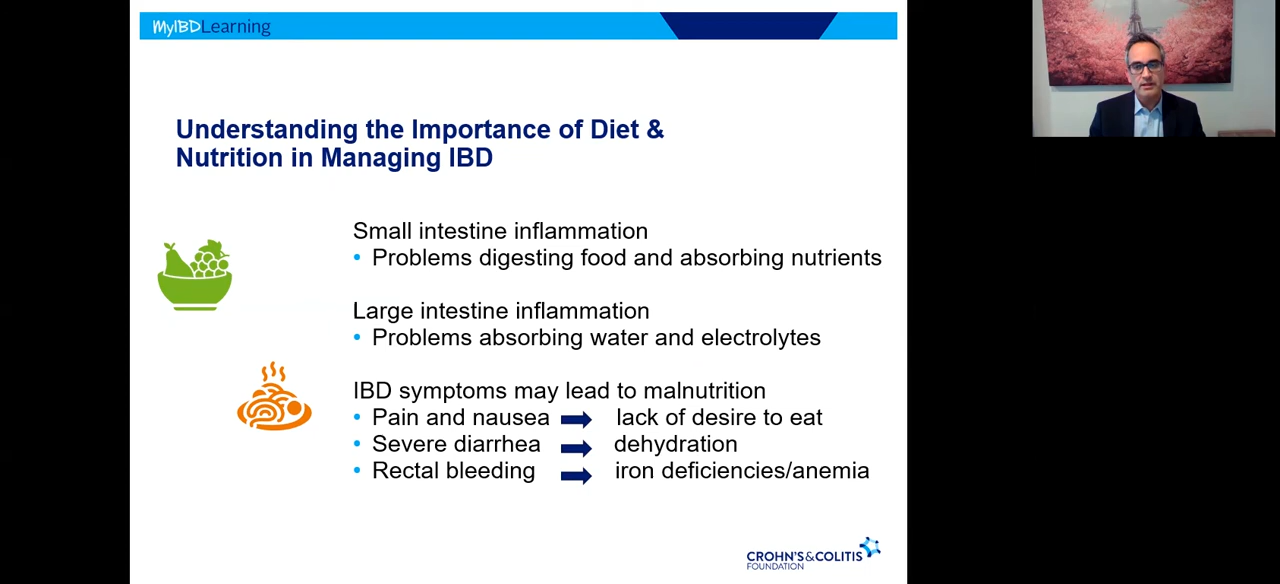 MyIBDLearning
Understanding the Importance of Diet &
Nutrition in Managing IBD
Small intestine inflammation
• Problems digesting food and absorbing nutrients
Large intestine inflammation
• Problems absorbing water and electrolytes
IBD symptoms may lead to malnutrition
• Pain and nausea ➡ lack of desire to eat
• Severe diarrhea ➡ dehydration
• Rectal bleeding ➡ iron deficiencies/anemia
CROHN'S&COLITIS
FOUNDATION